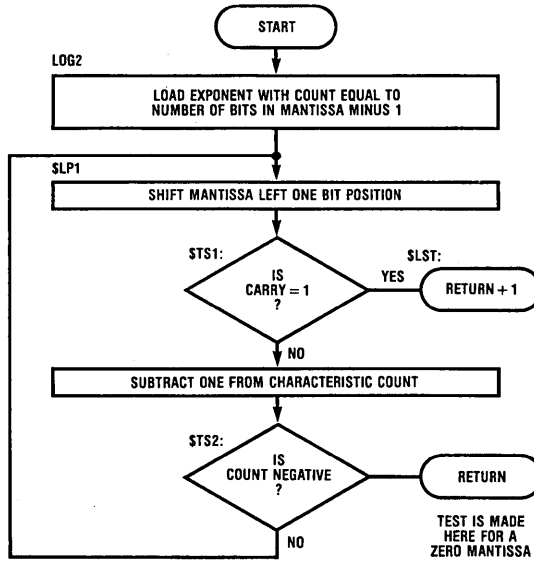 START
LOG2
LOAD EXPONENT WITH COUNT EQUAL TO
NUMBER OF BITS IN MANTISSA MINUS 1
$LP1
SHIFT MANTISSA LEFT ONE BIT POSITION
$TS1:
IS
CARRY = 1
?
YES
$LST:
RETURN + 1
NO
SUBTRACT ONE FROM CHARACTERISTIC COUNT
$TS2:
IS
COUNT NEGATIVE
?
RETURN
NO
TEST IS MADE
HERE FOR A
ZERO MANTISSA